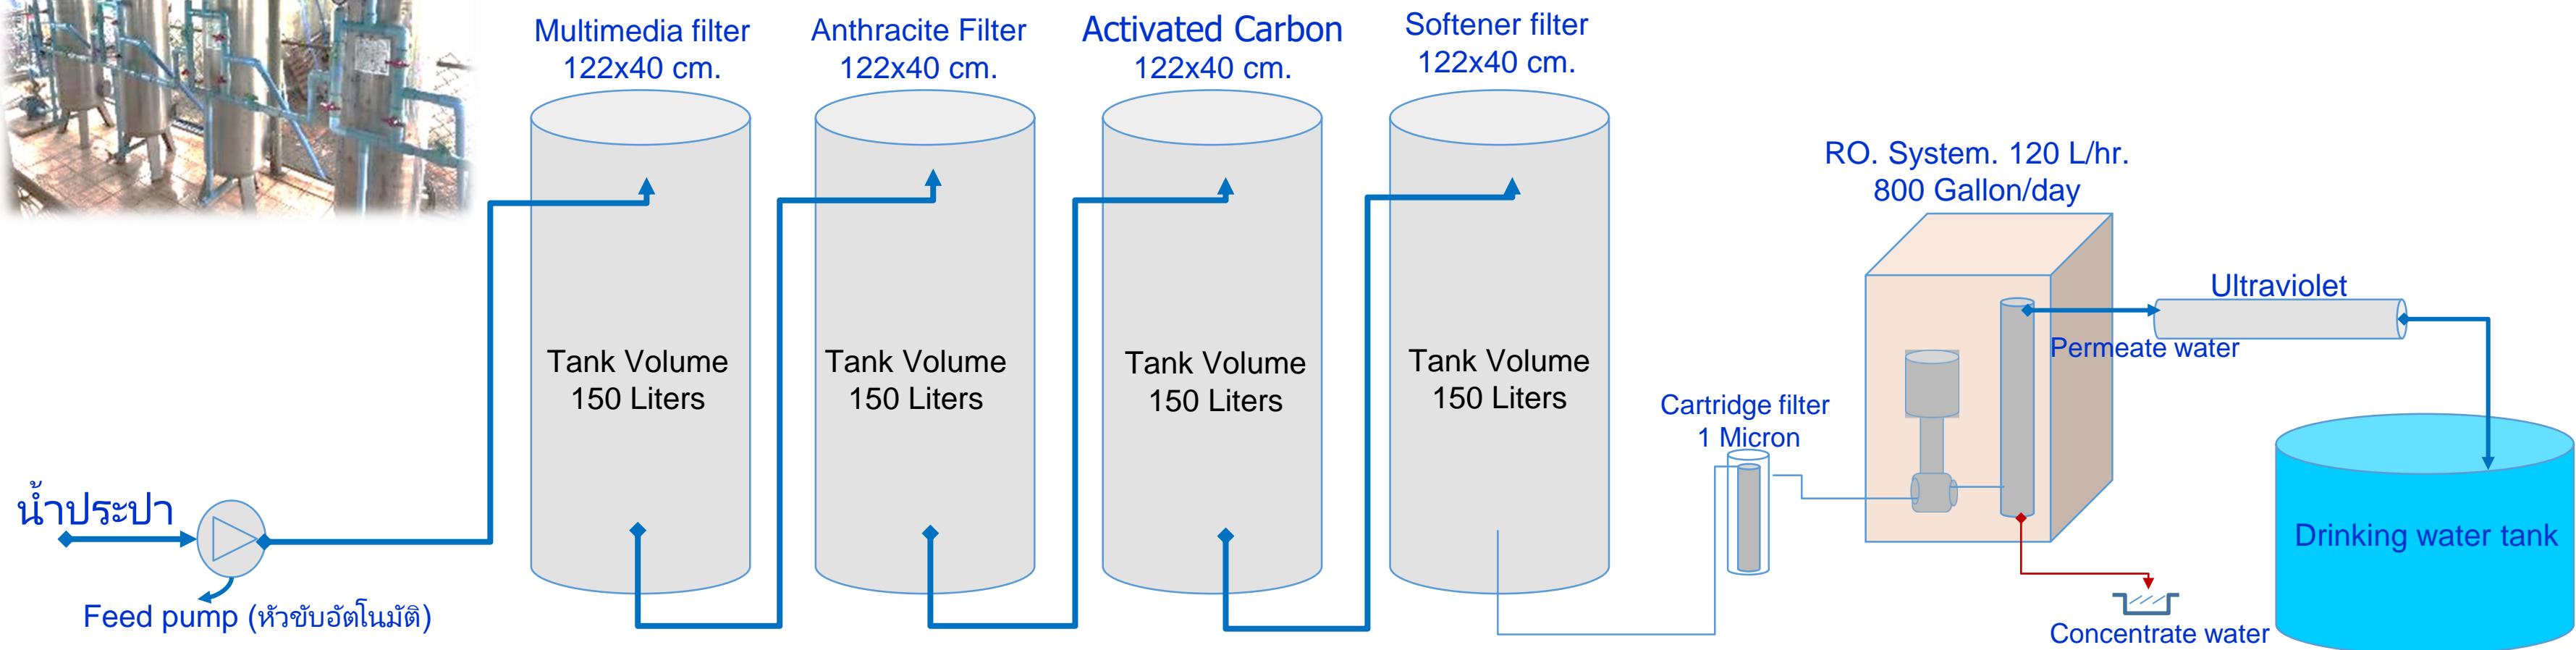 Multimedia filter
122x40 cm.
Anthracite Filter
122x40 cm.
Activated Carbon
122x40 cm.
Softener filter
122x40 cm.
Tank Volume
150 Liters
Tank Volume
150 Liters
Tank Volume
150 Liters
Tank Volume
150 Liters
RO. System. 120 L/hr.
800 Gallon/day
Ultraviolet
Permeate water
Cartridge filter
1 Micron
น้ำประปา
Feed pump (หัวขับอัตโนมัติ)
Drinking water tank
Concentrate water